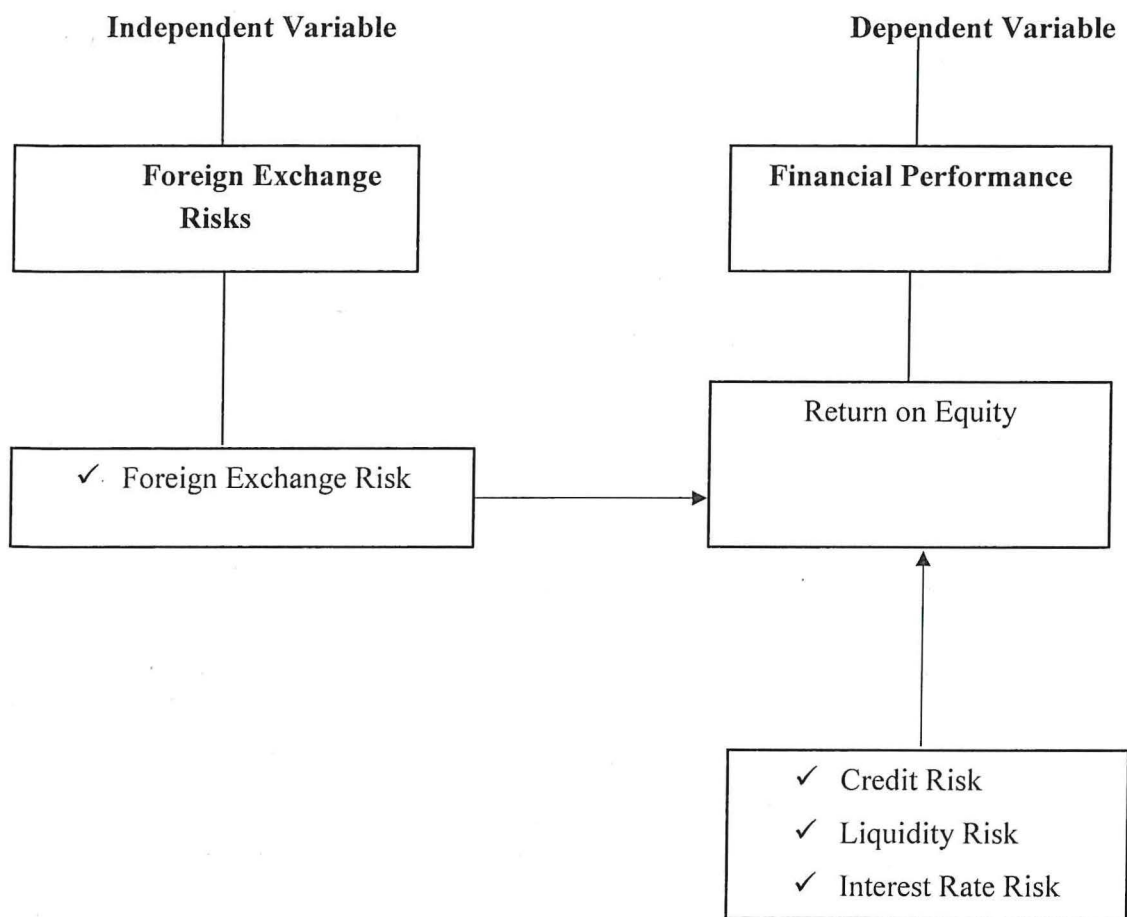 Independent Variable
Dependent Variable
Foreign Exchange
Risks
Financial Performance
Return on Equity
✓ Foreign Exchange Risk
✓ Credit Risk
✓ Liquidity Risk
✓ Interest Rate Risk